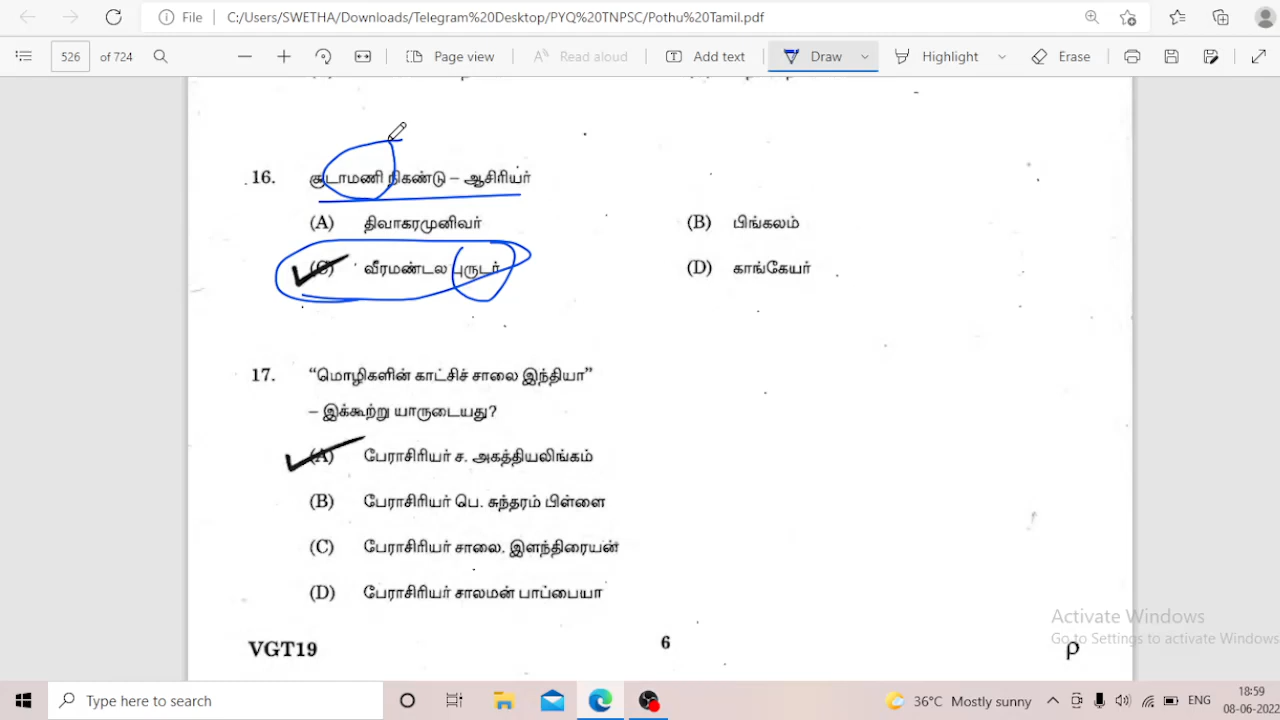 File C:/Users/SWETHA/Downloads/Telegram%20Desktop/PYQ%20TNPSC/Pothu%20Tamil.pdf
526 of 724 Page view Read aloud Add text Draw Highlight Erase
16. சூடாமணி நிகண்டு – ஆசிரியர்
(A) திவாகரமுனிவர் (B) பிங்கலம்
(C) வீரமண்டல புருடர் (D) காங்கேயர்
17. “மொழிகளின் காட்சிச் சாலை இந்தியா”
– இக்கூற்று யாருடையது?
(A) பேராசிரியர் ச. அகத்தியலிங்கம்
(B) பேராசிரியர் பெ. சுந்தரம் பிள்ளை
(C) பேராசிரியர் சாலை. இளந்திரையன்
(D) பேராசிரியர் சாலமன் பாப்பையா
Activate Windows
Go to Settings to activate Windows
VGT19 6 ρ
Type here to search 36°C Mostly sunny ENG 18:59
08-06-2022